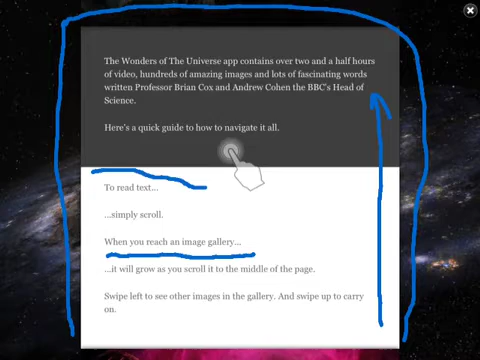 The Wonders of The Universe app contains over two and a half hours
of video, hundreds of amazing images and lots of fascinating words
written Professor Brian Cox and Andrew Cohen the BBC's Head of
Science.
Here's a quick guide to how to navigate it all.
To read text...
...simply scroll.
When you reach an image gallery...
...it will grow as you scroll it to the middle of the page.
Swipe left to see other images in the gallery. And swipe up to carry
on.